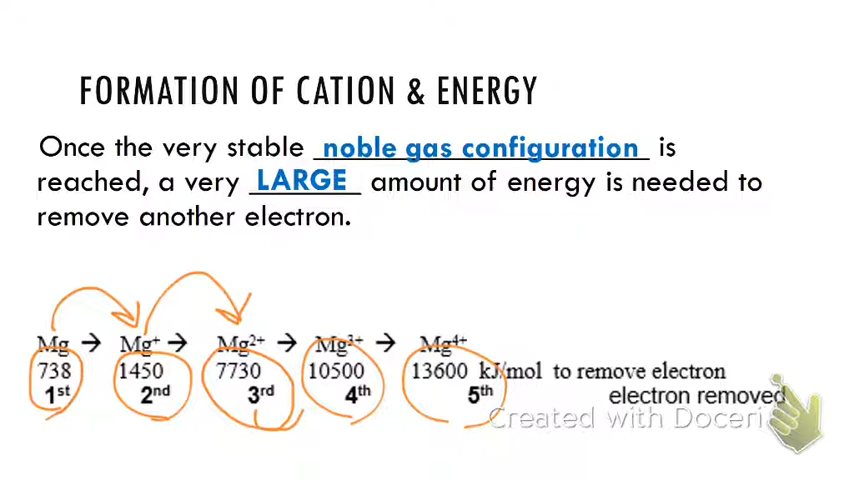 FORMATION OF CATION & ENERGY
Once the very stable noble gas configuration is
reached, a very LARGE amount of energy is needed to
remove another electron.
Mg → Mg⁺ → Mg²⁺ → Mg³⁺ → Mg⁴⁺
738 1450 7730 10500 13600 kJ/mol to remove electron
1st 2nd 3rd 4th 5th electron removed
Created with Doceri